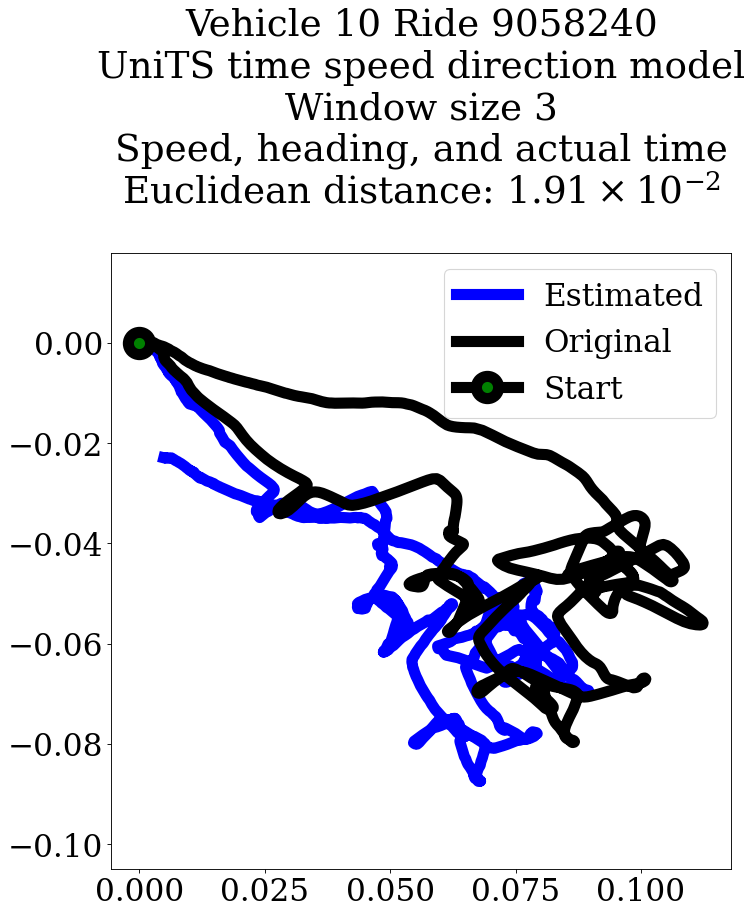 Vehicle 10 Ride 9058240
UniTS time speed direction model
Window size 3
Speed, heading, and actual time
Euclidean distance: 1.91 × 10⁻²
Estimated
Original
Start
0.00
−0.02
−0.04
−0.06
−0.08
−0.10
0.000 0.025 0.050 0.075 0.100